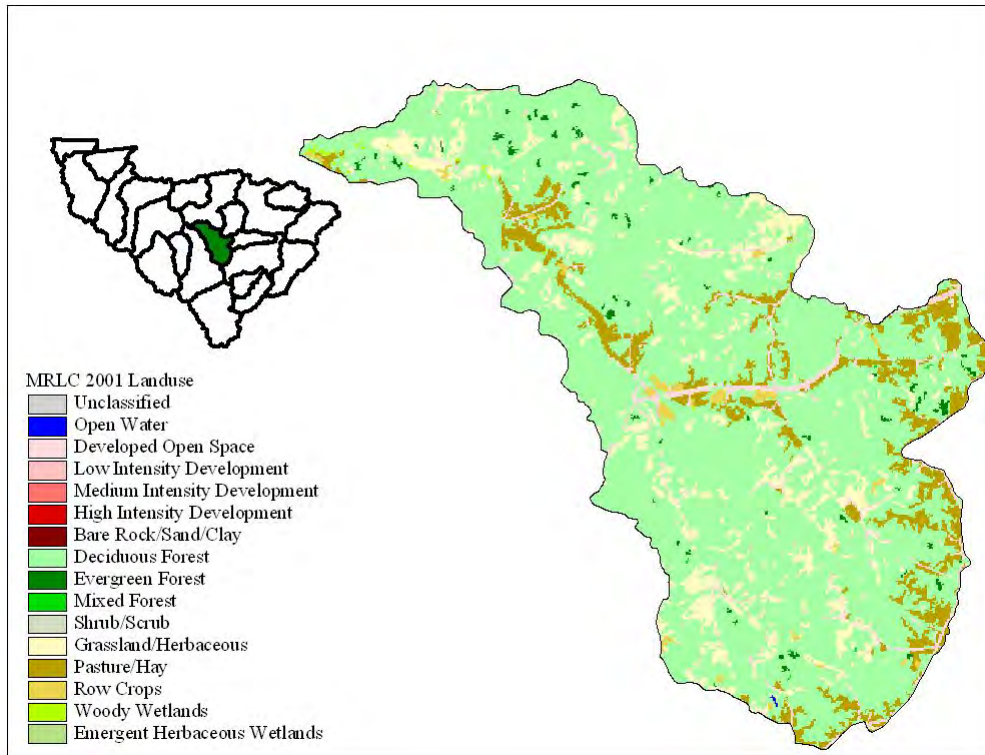 MRLC 2001 Landuse
Unclassified
Open Water
Developed Open Space
Low Intensity Development
Medium Intensity Development
High Intensity Development
Bare Rock/Sand/Clay
Deciduous Forest
Evergreen Forest
Mixed Forest
Shrub/Scrub
Grassland/Herbaceous
Pasture/Hay
Row Crops
Woody Wetlands
Emergent Herbaceous Wetlands